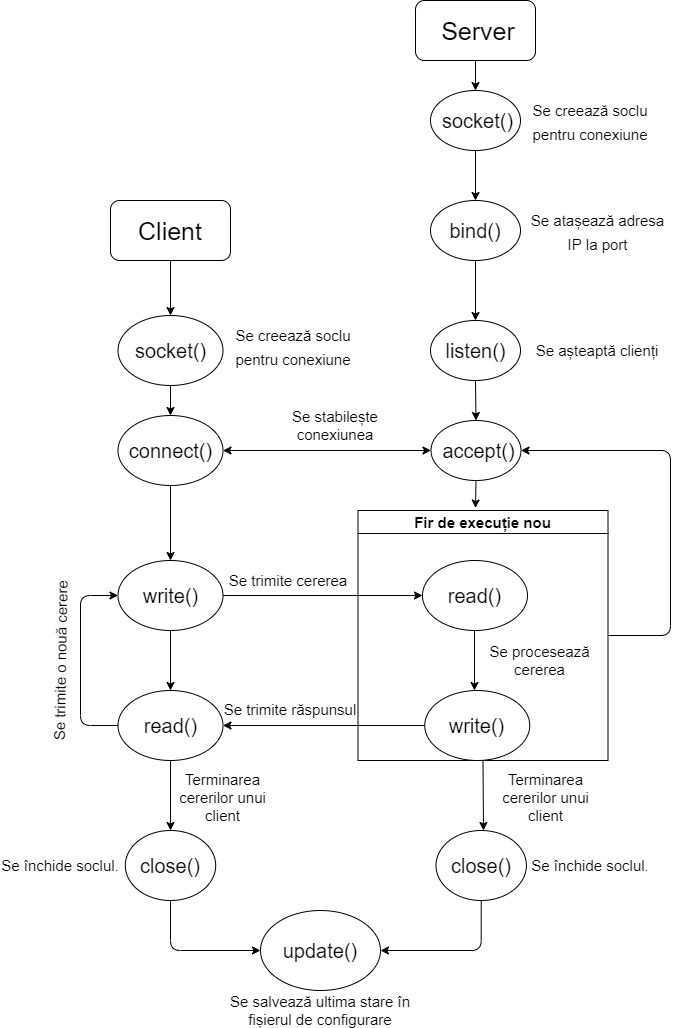 Server
socket()
Se creează soclu
pentru conexiune
bind()
Se atașează adresa
IP la port
Client
listen()
Se așteaptă clienți
socket()
Se creează soclu
pentru conexiune
Se stabilește
conexiunea
connect()
accept()
Fir de execuție nou
write()
Se trimite cererea
read()
Se trimite o nouă cerere
Se procesează
cererea
read()
Se trimite răspunsul
write()
Terminarea
cererilor unui
client
Terminarea
cererilor unui
client
Se închide soclul.
close()
close()
Se închide soclul.
update()
Se salvează ultima stare în
fișierul de configurare